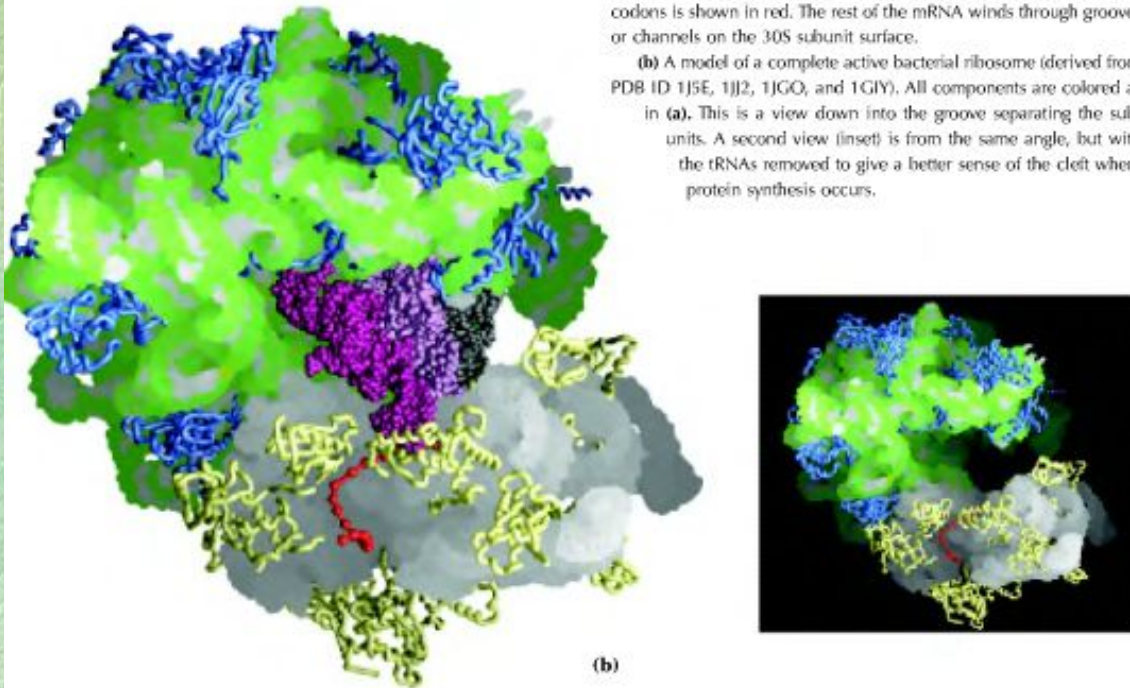 codons is shown in red. The rest of the mRNA winds through groove
or channels on the 30S subunit surface.
(b) A model of a complete active bacterial ribosome (derived from
PDB ID 1J5E, 1JJ2, 1JGO, and 1GIY). All components are colored a
in (a). This is a view down into the groove separating the sub
units. A second view (inset) is from the same angle, but wit
the tRNAs removed to give a better sense of the cleft wher
protein synthesis occurs.
(b)